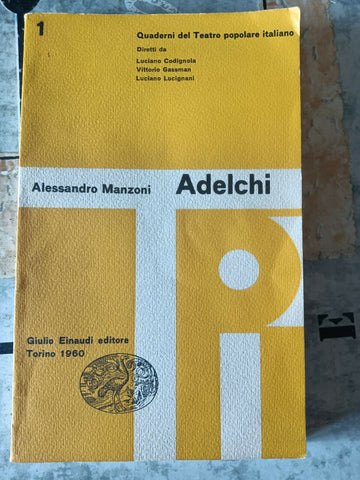 1
Quaderni del Teatro popolare italiano
Diretti da
Luciano Codignola
Vittorio Gassman
Luciano Lucignani
Alessandro Manzoni
Adelchi
TPI
Giulio Einaudi editore
Torino 1960